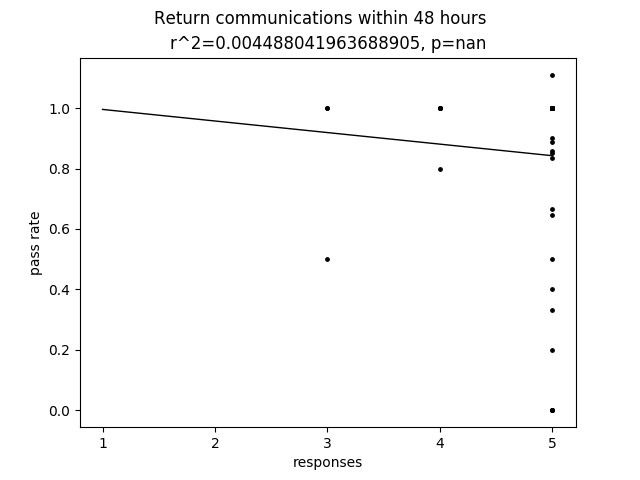 Return communications within 48 hours
r^2=0.004488041963688905, p=nan
1.0
0.8
0.6
0.4
0.2
0.0
pass rate
1 2 3 4 5
responses